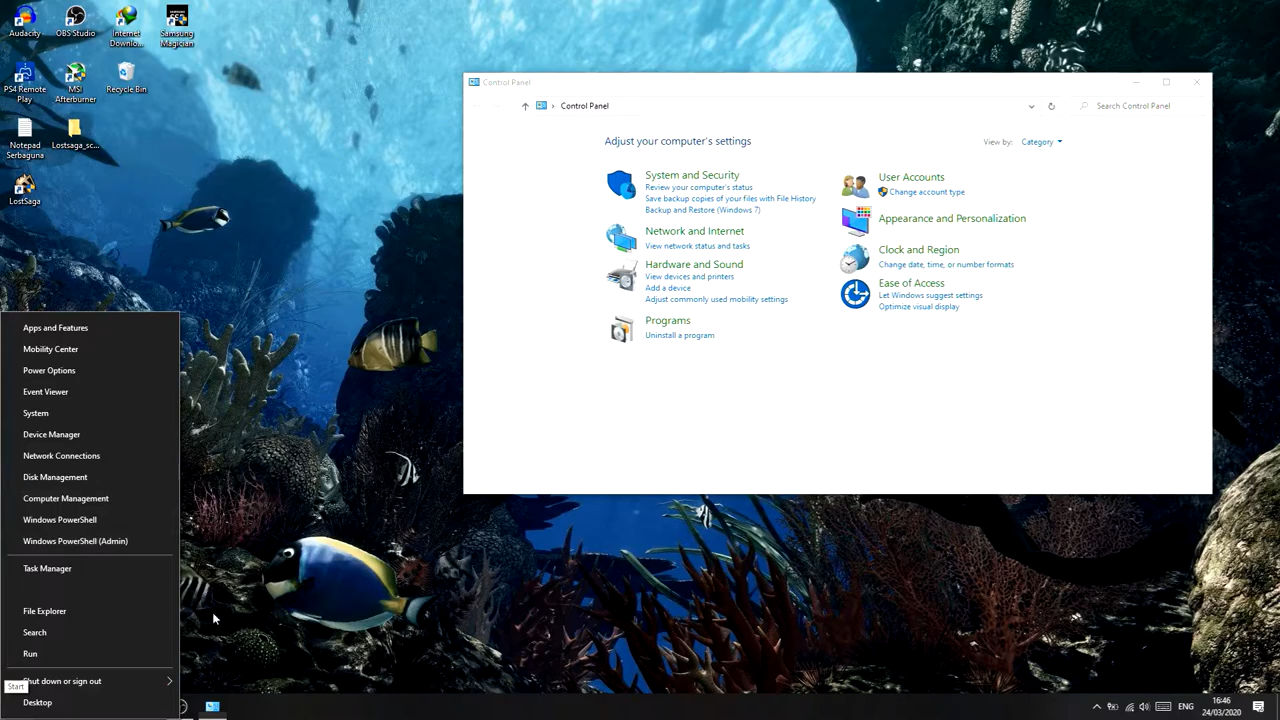 Audacity
OBS Studio
Internet
Downlo...
Samsung
Magician
PS4 Remote
Play
MSI
Afterburner
Recycle Bin
Notepad
Serbaguna
Lostsaga_sc...
Control Panel
Control Panel
Search Control Panel
Adjust your computer's settings
View by:
Category
System and Security
Review your computer's status
Save backup copies of your files with File History
Backup and Restore (Windows 7)
Network and Internet
View network status and tasks
Hardware and Sound
View devices and printers
Add a device
Adjust commonly used mobility settings
Programs
Uninstall a program
User Accounts
Change account type
Appearance and Personalization
Clock and Region
Change date, time, or number formats
Ease of Access
Let Windows suggest settings
Optimize visual display
Apps and Features
Mobility Center
Power Options
Event Viewer
System
Device Manager
Network Connections
Disk Management
Computer Management
Windows PowerShell
Windows PowerShell (Admin)
Task Manager
File Explorer
Search
Run
Shut down or sign out
Start
Desktop
ENG
16:46
24/03/2020